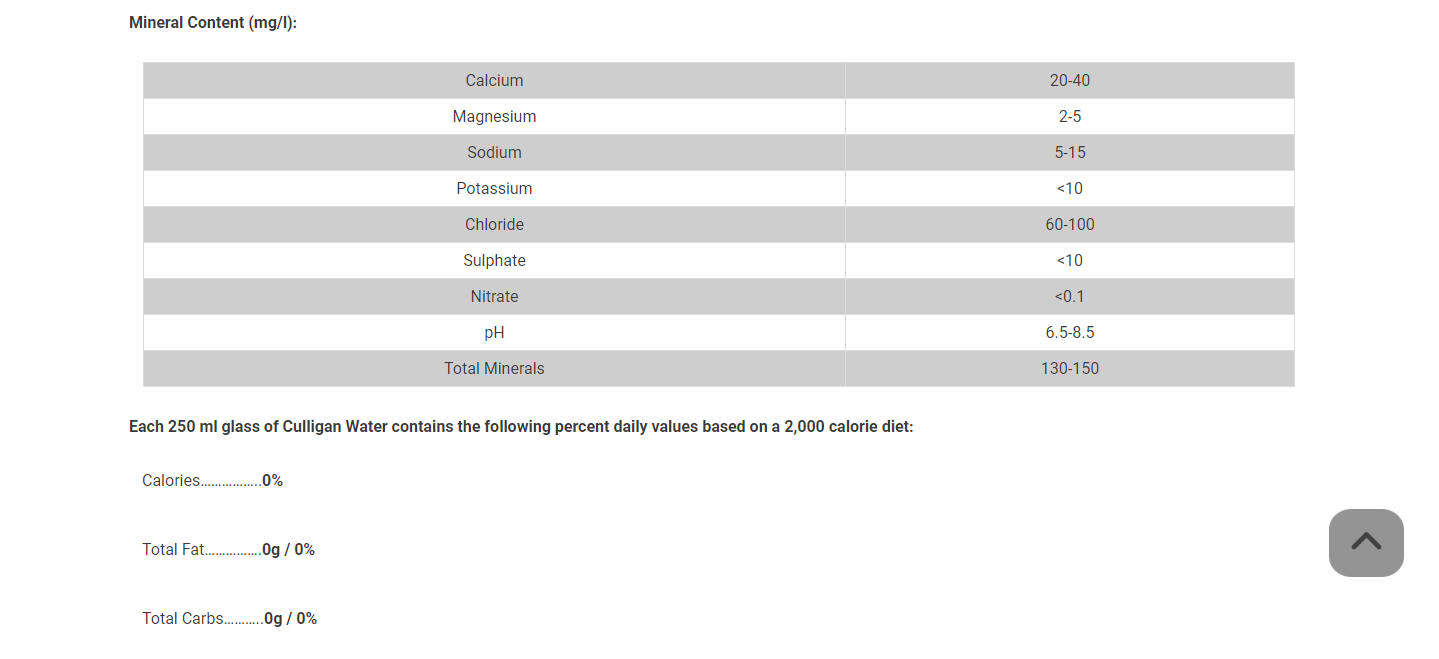 Mineral Content (mg/l):
Calcium 20-40
Magnesium 2-5
Sodium 5-15
Potassium <10
Chloride 60-100
Sulphate <10
Nitrate <0.1
pH 6.5-8.5
Total Minerals 130-150
Each 250 ml glass of Culligan Water contains the following percent daily values based on a 2,000 calorie diet:
Calories……………..0%
Total Fat…………….0g / 0%
Total Carbs………..0g / 0%